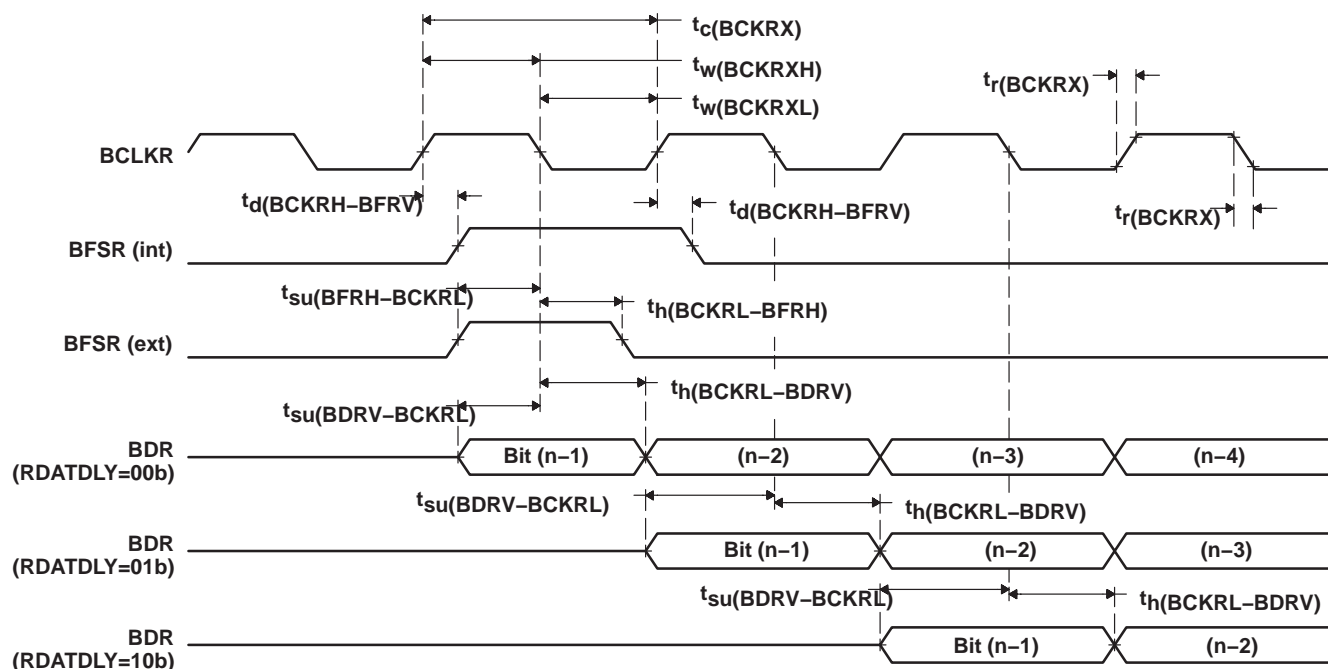 tc(BCKRX)
tw(BCKRXH)
tr(BCKRX)
tw(BCKRXL)
BCLKR
td(BCKRH–BFRV)
td(BCKRH–BFRV)
tr(BCKRX)
BFSR (int)
tsu(BFRH–BCKRL)
th(BCKRL–BFRH)
BFSR (ext)
th(BCKRL–BDRV)
tsu(BDRV–BCKRL)
BDR
(RDATDLY=00b)
Bit (n–1)
(n–2)
(n–3)
(n–4)
tsu(BDRV–BCKRL)
th(BCKRL–BDRV)
BDR
(RDATDLY=01b)
Bit (n–1)
(n–2)
(n–3)
tsu(BDRV–BCKRL)
th(BCKRL–BDRV)
BDR
(RDATDLY=10b)
Bit (n–1)
(n–2)